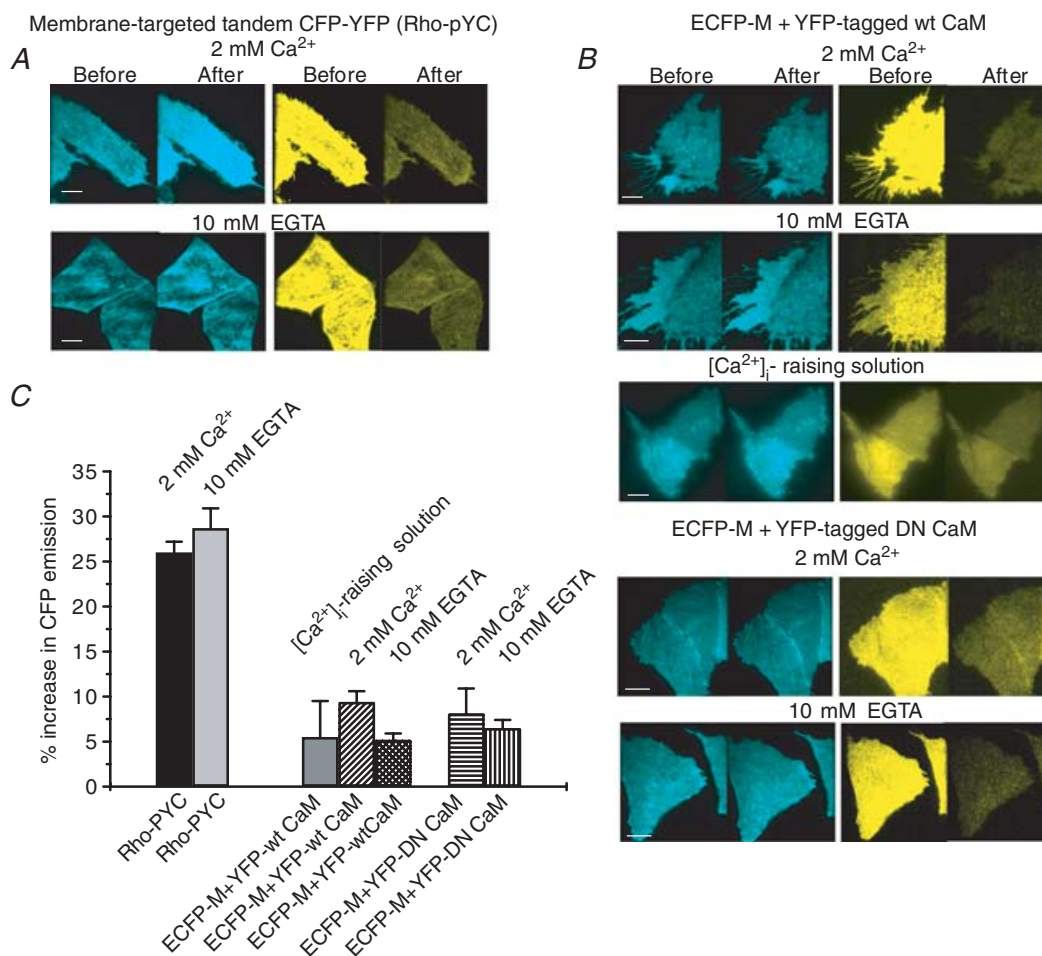 Membrane-targeted tandem CFP-YFP (Rho-pYC)
2 mM Ca²⁺
A
Before After Before After
10 mM EGTA
ECFP-M + YFP-tagged wt CaM
2 mM Ca²⁺
B
Before After Before After
10 mM EGTA
[Ca²⁺]i- raising solution
ECFP-M + YFP-tagged DN CaM
2 mM Ca²⁺
10 mM EGTA
C
% increase in CFP emission
35
30
25
20
15
10
5
0
2 mM Ca²⁺
10 mM EGTA
[Ca²⁺]i-raising solution
2 mM Ca²⁺
10 mM EGTA
2 mM Ca²⁺
10 mM EGTA
Rho-PYC
Rho-PYC
ECFP-M+YFP-wt CaM
ECFP-M+YFP-wt CaM
ECFP-M+YFP-wtCaM
ECFP-M+YFP-DN CaM
ECFP-M+YFP-DN CaM